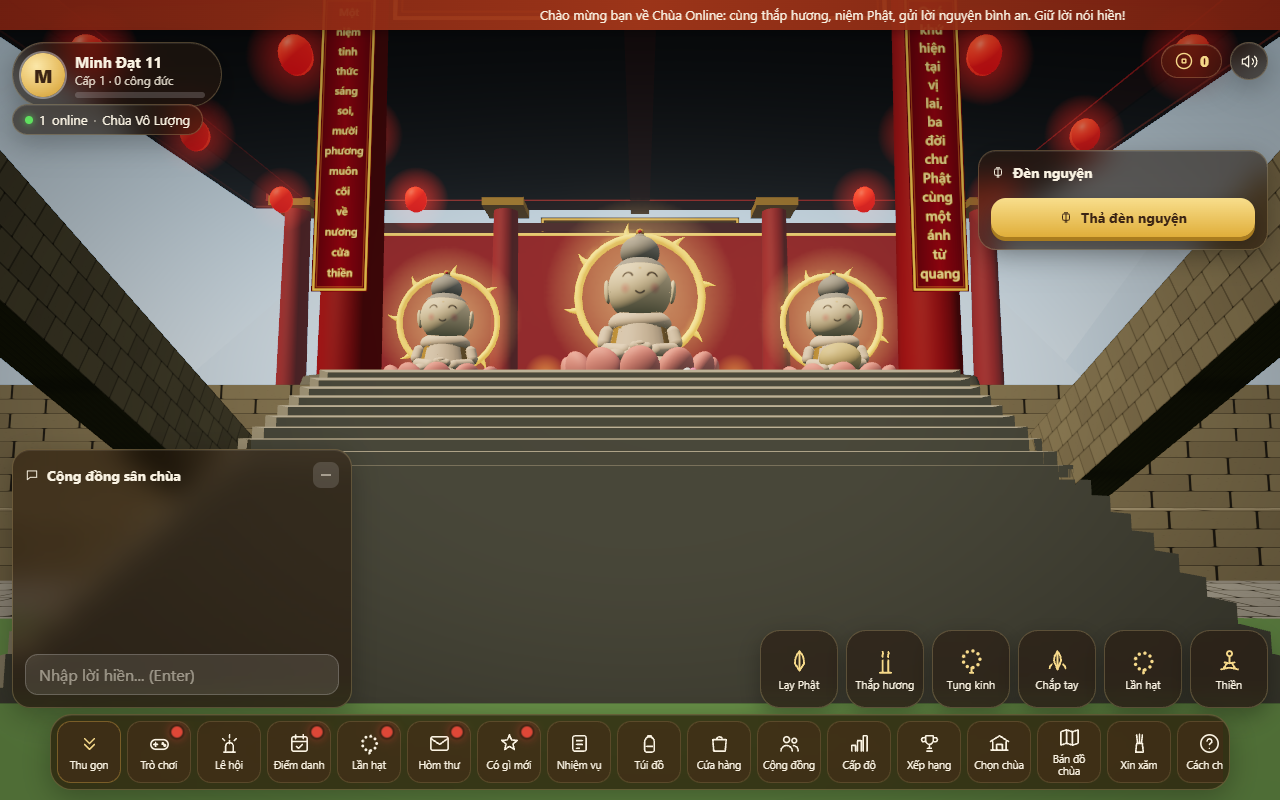 Chào mừng bạn về Chùa Online: cùng thắp hương, niệm Phật, gửi lời nguyện bình an. Giữ lời nói hiền!
M
Minh Đạt 11
Cấp 1 · 0 công đức
1 online · Chùa Vô Lượng
0
niệm
tỉnh
thức
sáng
soi,
mười
phương
muôn
cõi
về
nương
cửa
thiền
khứ
hiện
tại
vị
lai,
ba
đời
chư
Phật
cùng
một
ánh
từ
quang
Đèn nguyện
Thả đèn nguyện
Cộng đồng sân chùa
Nhập lời hiền... (Enter)
Lạy Phật
Thắp hương
Tụng kinh
Chắp tay
Lần hạt
Thiền
Thu gọn
Trò chơi
Lễ hội
Điểm danh
Lần hạt
Hòm thư
Có gì mới
Nhiệm vụ
Túi đồ
Cửa hàng
Cộng đồng
Cấp độ
Xếp hạng
Chọn chùa
Bản đồ
chùa
Xin xăm
Cách ch